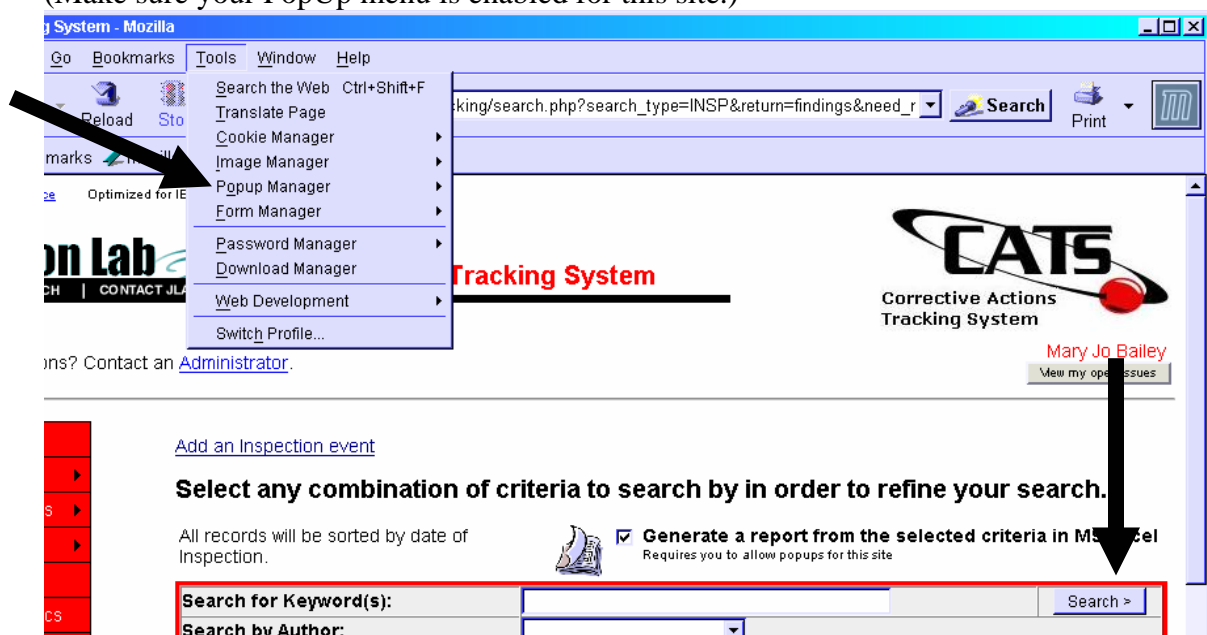 (Make sure your PopUp menu is enabled for this site.)
System - Mozilla
Go Bookmarks Tools Window Help
Search the Web Ctrl+Shift+F
Translate Page
Cookie Manager
Image Manager
Popup Manager
Form Manager
Password Manager
Download Manager
Web Development
Switch Profile...
Reload
king/search.php?search_type=INSP&return=findings&need_r
Search
Print
marks
Optimized for IE
on Lab
CH | CONTACT JLA
Tracking System
CATS
Corrective Actions
Tracking System
ons? Contact an Administrator.
Mary Jo Bailey
View my open issues
Add an Inspection event
Select any combination of criteria to search by in order to refine your search.
All records will be sorted by date of
Inspection.
Generate a report from the selected criteria in MS Excel
Requires you to allow popups for this site
Search for Keyword(s):
Search >
Search by Author:
s
cs